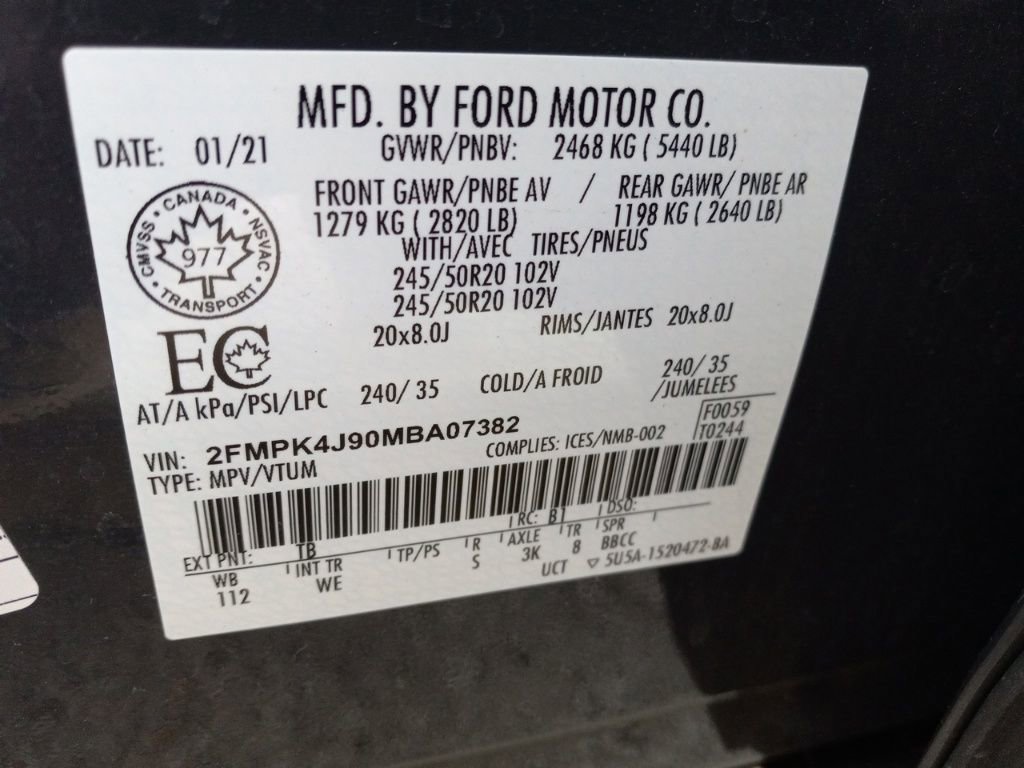 MFD. BY FORD MOTOR CO.
DATE: 01/21 GVWR/PNBV: 2468 KG ( 5440 LB)
FRONT GAWR/PNBE AV / REAR GAWR/ PNBE AR
1279 KG ( 2820 LB) 1198 KG ( 2640 LB)
WITH/AVEC TIRES/PNEUS
245/50R20 102V
245/50R20 102V
20x8.0J RIMS/JANTES 20x8.0J
CANADA
CMVSS 977 NSVAC
TRANSPORT
EC
AT/A kPa/PSI/LPC 240/ 35 COLD/A FROID 240/ 35
/JUMELEES
VIN: 2FMPK4J90MBA07382 F0059
TYPE: MPV/VTUM COMPLIES: ICES/NMB-002 T0244
EXT PNT: TB RC: B1 DSO:
WB INT TR TP/PS R AXLE TR SPR
112 WE S 3K 8 BBCC
UCT ▽ 5U5A-1520472-BA